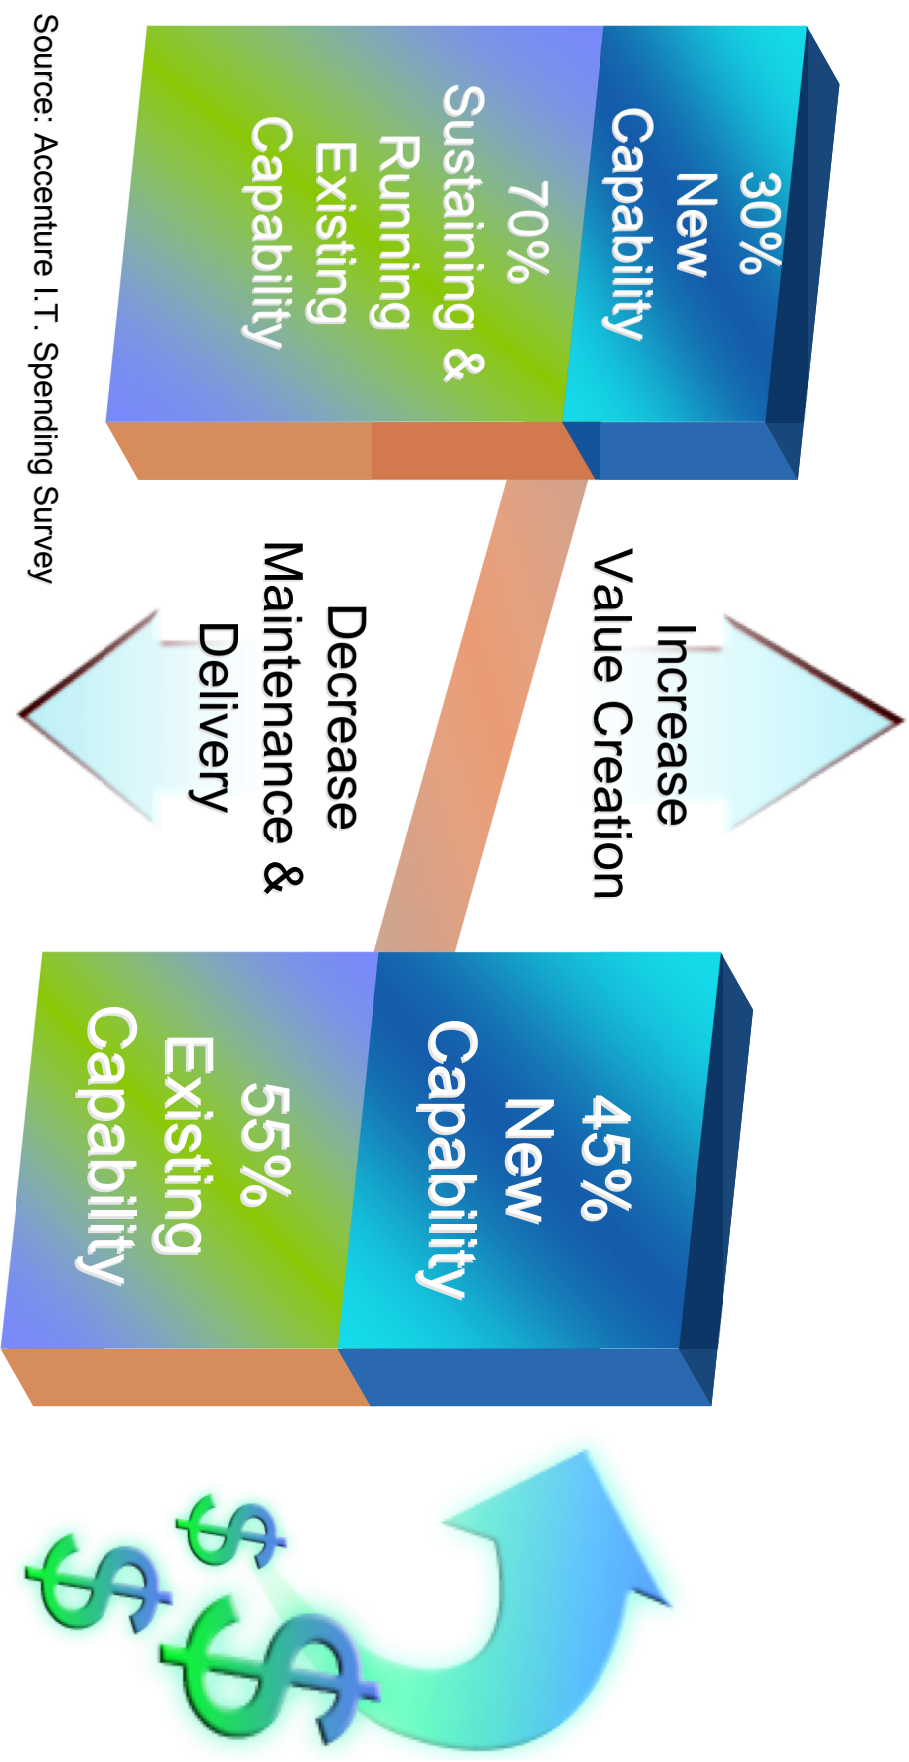 30%
New
Capability
70%
Sustaining &
Running
Existing
Capability
Increase
Value Creation
Decrease
Maintenance &
Delivery
45%
New
Capability
55%
Existing
Capability
$
$
$
Source: Accenture I.T. Spending Survey